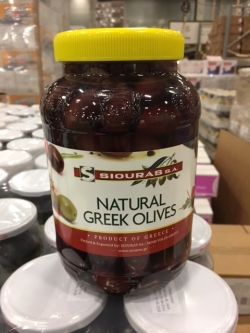 S SIOURAS S.A.
NATURAL
GREEK OLIVES
• PRODUCT OF GREECE •